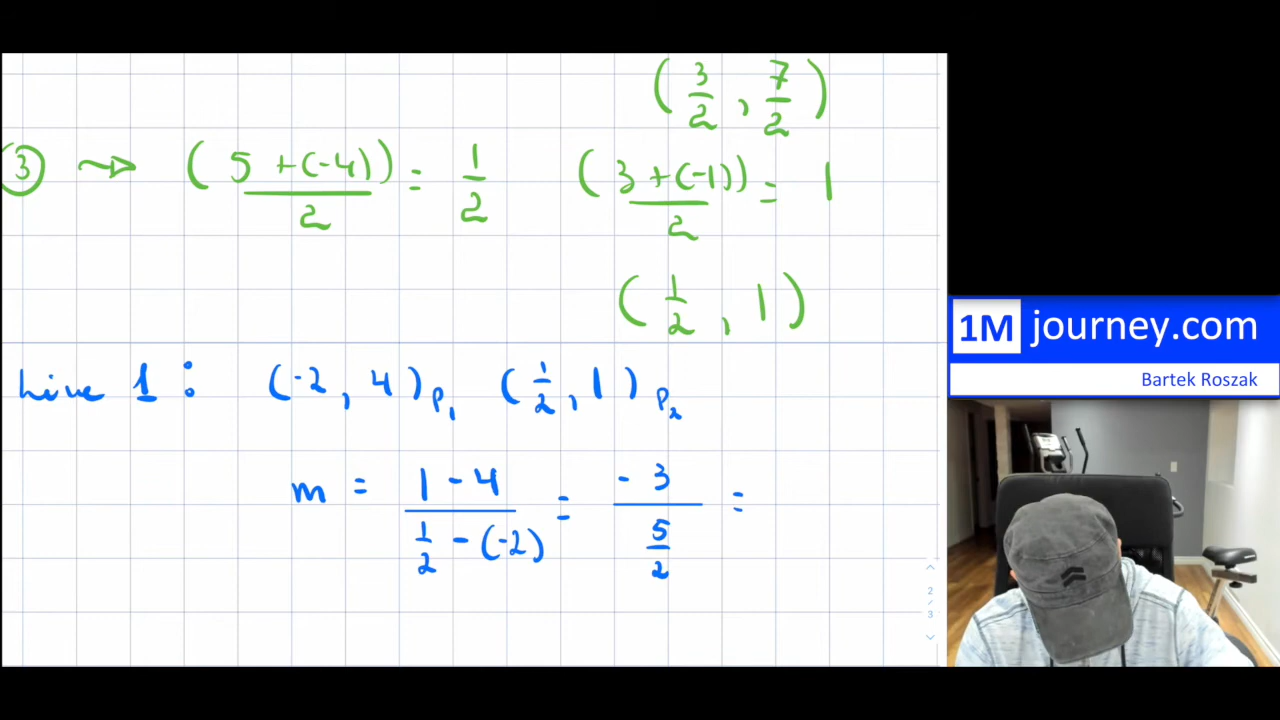 (3/2, 7/2)
③ ⇝ (5 + (-4))/2 = 1/2 (3 + (-1))/2 = 1
(1/2, 1)
Line 1: (-2, 4)P₁ (1/2, 1)P₂
m = (1 - 4)/(1/2 - (-2)) = -3/(5/2) =
1M journey.com
Bartek Roszak
2
/
3